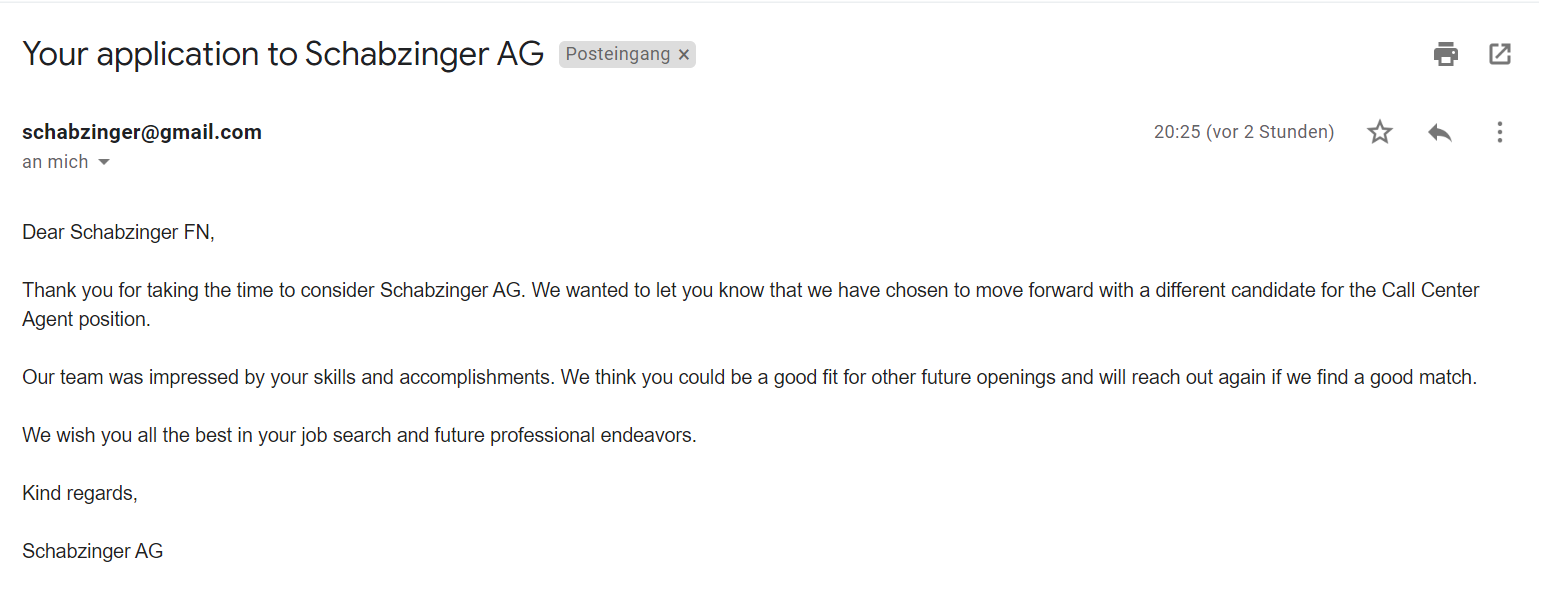 Your application to Schabzinger AG Posteingang ×
schabzinger@gmail.com 20:25 (vor 2 Stunden)
an mich
Dear Schabzinger FN,
Thank you for taking the time to consider Schabzinger AG. We wanted to let you know that we have chosen to move forward with a different candidate for the Call Center
Agent position.
Our team was impressed by your skills and accomplishments. We think you could be a good fit for other future openings and will reach out again if we find a good match.
We wish you all the best in your job search and future professional endeavors.
Kind regards,
Schabzinger AG